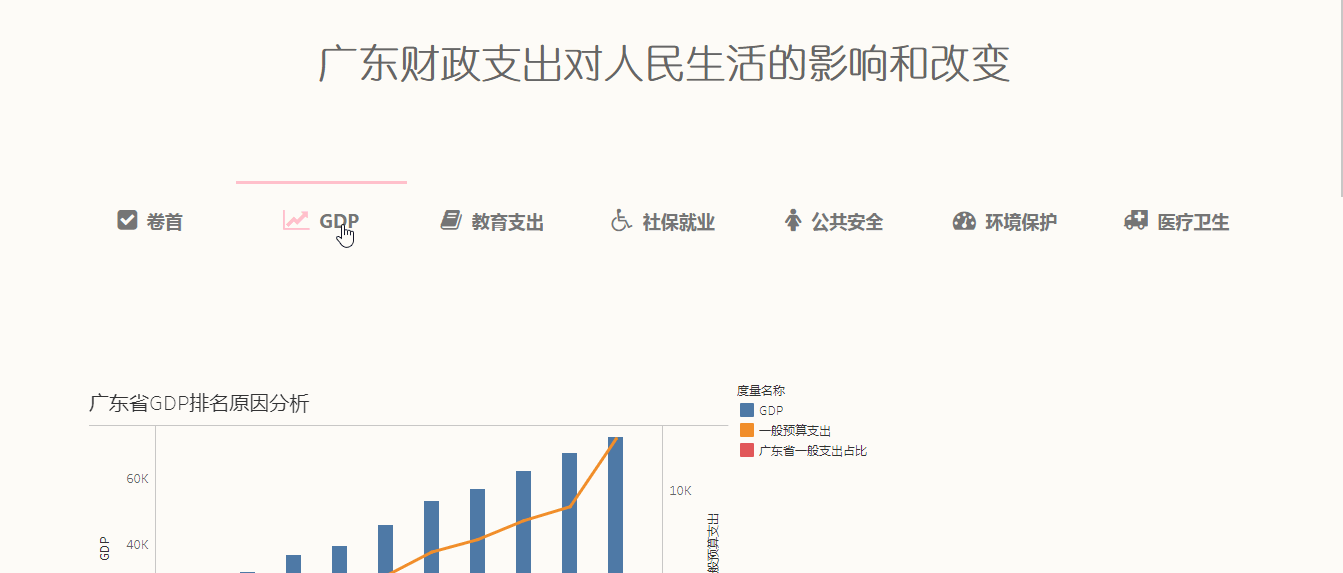 广东财政支出对人民生活的影响和改变
卷首
GDP
教育支出
社保就业
公共安全
环境保护
医疗卫生
广东省GDP排名原因分析
度量名称
GDP
一般预算支出
广东省一般支出占比
60K
40K
GDP
10K
般预算支出